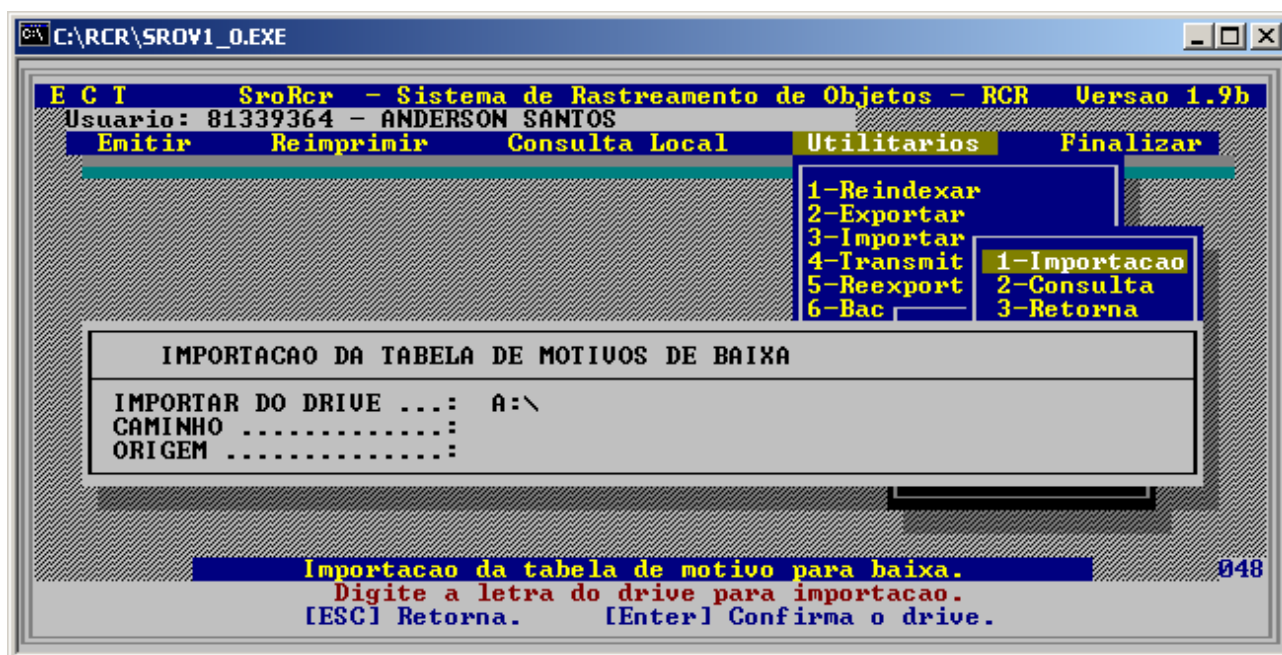 C:\RCR\SROV1_0.EXE
E C T SroRcr - Sistema de Rastreamento de Objetos - RCR Versao 1.9b
Usuario: 81339364 - ANDERSON SANTOS
Emitir Reimprimir Consulta Local Utilitarios Finalizar
1-Reindexar
2-Exportar
3-Importar
4-Transmit 1-Importacao
5-Reexport 2-Consulta
6-Bac 3-Retorna
IMPORTACAO DA TABELA DE MOTIVOS DE BAIXA
IMPORTAR DO DRIVE ...: A:\
CAMINHO .............:
ORIGEM ..............:
Importacao da tabela de motivo para baixa. 048
Digite a letra do drive para importacao.
[ESC] Retorna. [Enter] Confirma o drive.